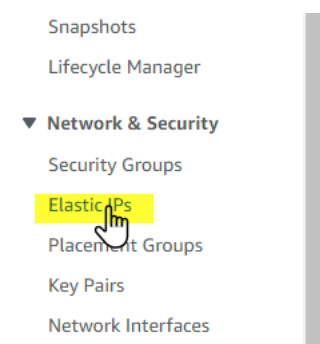 Snapshots
Lifecycle Manager
Network & Security
Security Groups
Elastic IPs
Placement Groups
Key Pairs
Network Interfaces